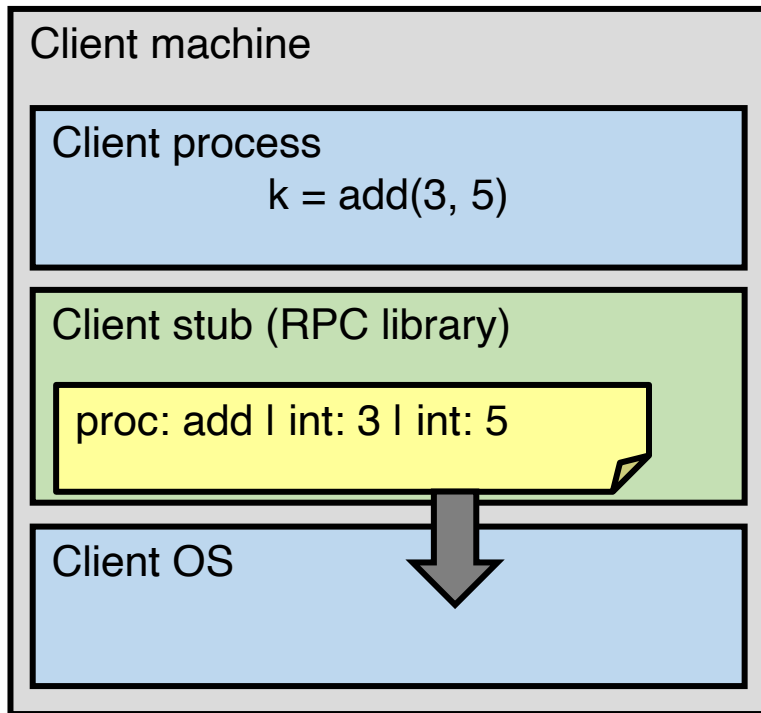 Client machine
Client process
k = add(3, 5)
Client stub (RPC library)
proc: add | int: 3 | int: 5
Client OS